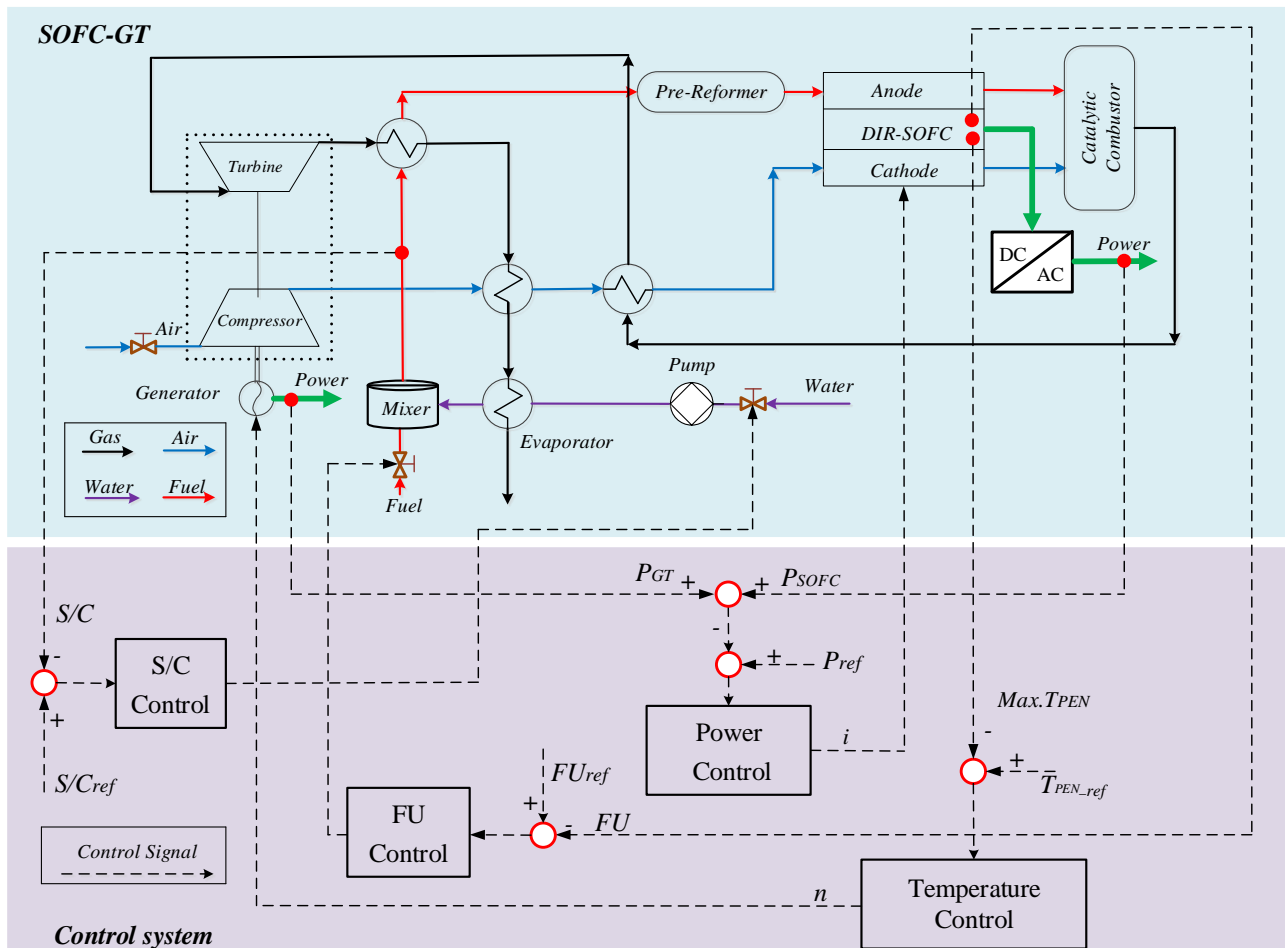 SOFC-GT
Pre-Reformer
Anode
DIR-SOFC
Cathode
Catalytic
Combustor
Turbine
DC
AC
Power
Compressor
Air
Generator
Power
Pump
Water
Mixer
Evaporator
Gas
Air
Water
Fuel
Fuel
PGT
+
+
PSOFC
S/C
-
-
±
Pref
S/C
Control
+
S/Cref
Power
Control
i
Max.TPEN
-
+
TPEN_ref
FUref
+
-
FU
FU
Control
Control Signal
n
Temperature
Control
Control system